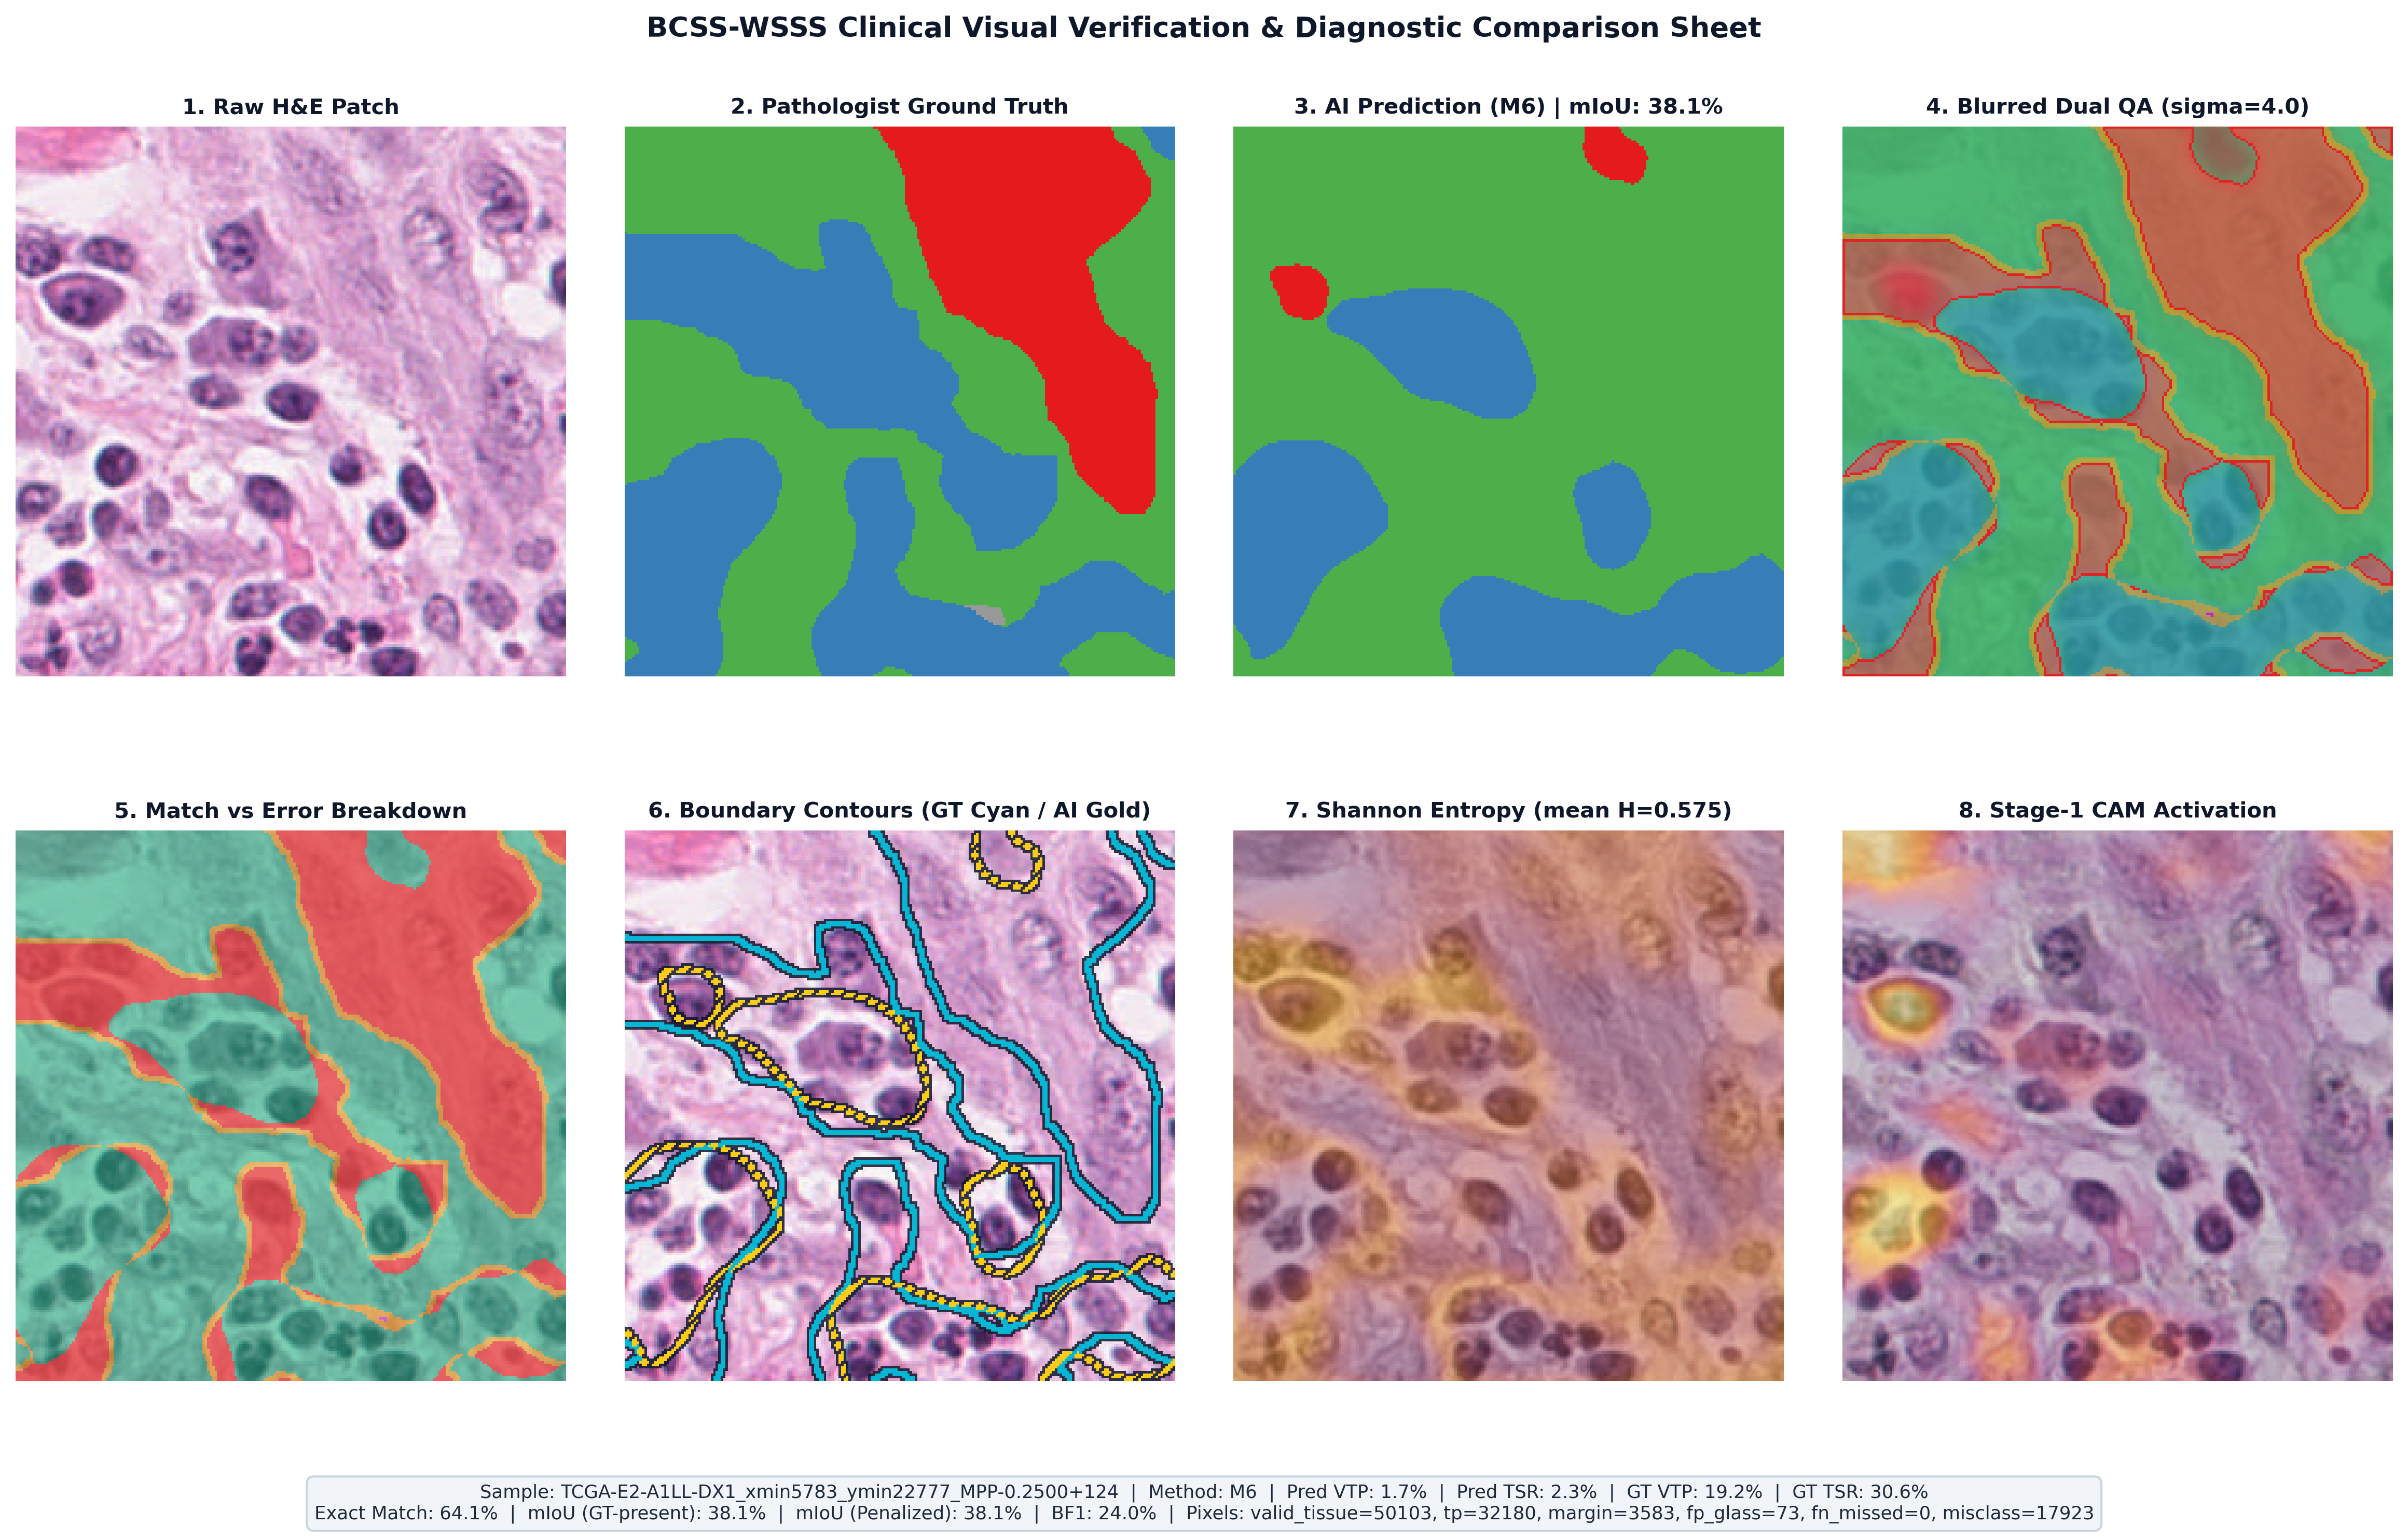 BCSS-WSSS Clinical Visual Verification & Diagnostic Comparison Sheet
1. Raw H&E Patch
2. Pathologist Ground Truth
3. AI Prediction (M6) | mIoU: 38.1%
4. Blurred Dual QA (sigma=4.0)
5. Match vs Error Breakdown
6. Boundary Contours (GT Cyan / AI Gold)
7. Shannon Entropy (mean H=0.575)
8. Stage-1 CAM Activation
Sample: TCGA-E2-A1LL-DX1_xmin5783_ymin22777_MPP-0.2500+124 | Method: M6 | Pred VTP: 1.7% | Pred TSR: 2.3% | GT VTP: 19.2% | GT TSR: 30.6%
Exact Match: 64.1% | mIoU (GT-present): 38.1% | mIoU (Penalized): 38.1% | BF1: 24.0% | Pixels: valid_tissue=50103, tp=32180, margin=3583, fp_glass=73, fn_missed=0, misclass=17923